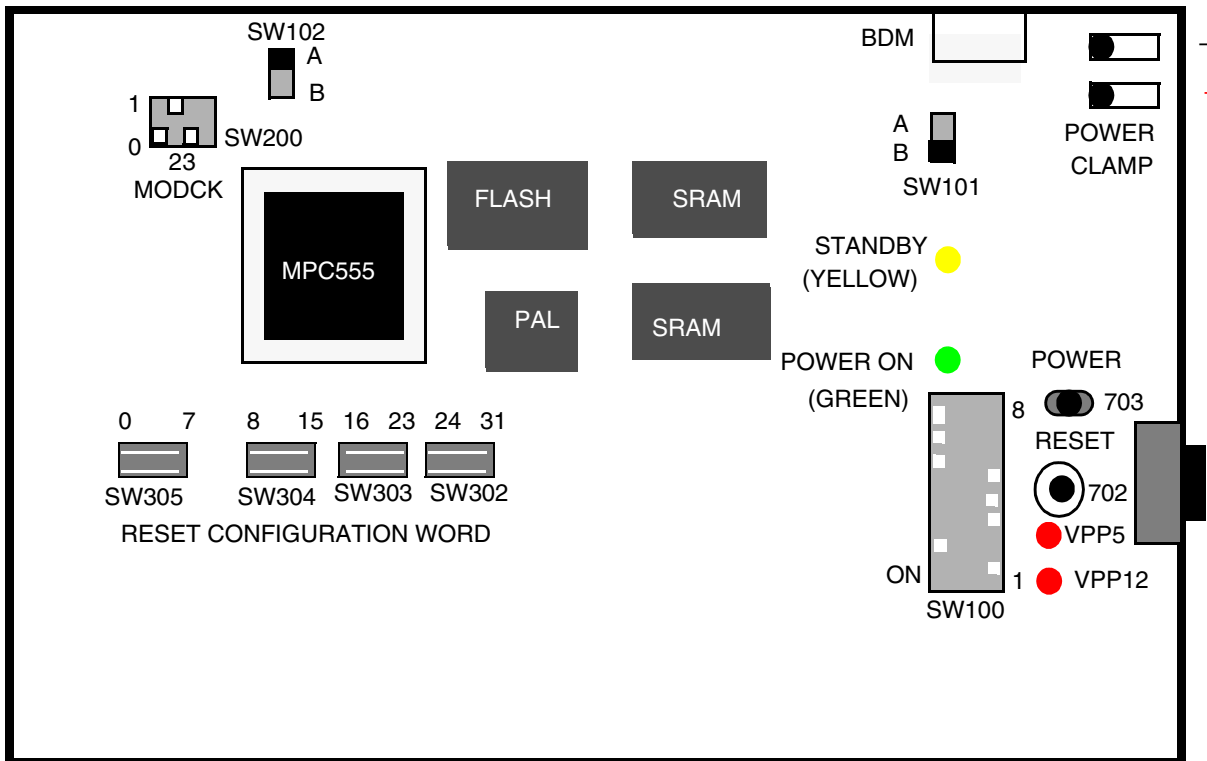 SW102
A
B
1
0
SW200
23
MODCK
BDM
A
B
SW101
POWER
CLAMP
FLASH
SRAM
MPC555
PAL
SRAM
STANDBY
(YELLOW)
POWER ON
(GREEN)
POWER
8
703
RESET
702
VPP5
ON
1
VPP12
SW100
0 7 8 15 16 23 24 31
SW305 SW304 SW303 SW302
RESET CONFIGURATION WORD